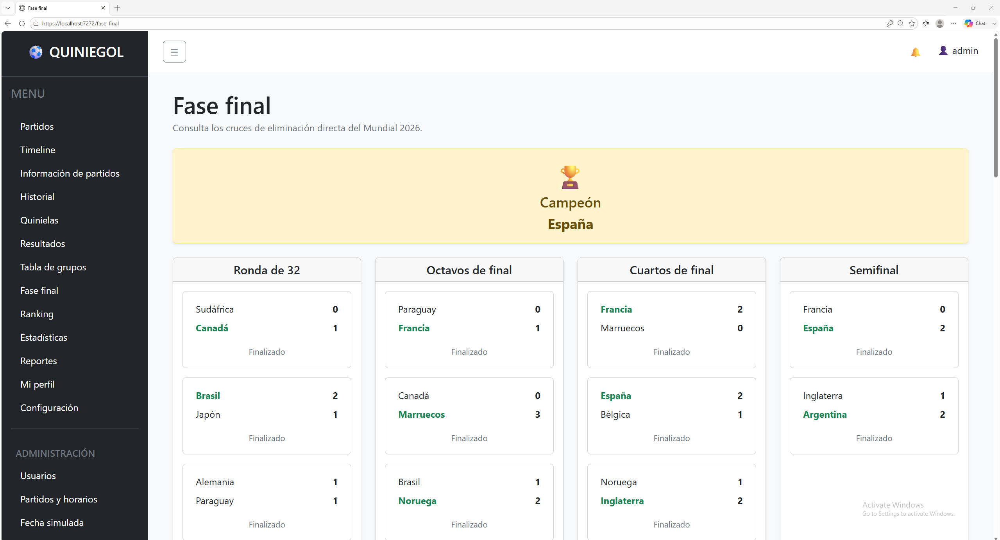 Fase final
https://localhost:7272/fase-final
Chat
QUINIEGOL
admin
MENU
Partidos
Timeline
Información de partidos
Historial
Quinielas
Resultados
Tabla de grupos
Fase final
Ranking
Estadísticas
Reportes
Mi perfil
Configuración
ADMINISTRACIÓN
Usuarios
Partidos y horarios
Fecha simulada
Fase final
Consulta los cruces de eliminación directa del Mundial 2026.
Campeón
España
Ronda de 32
Sudáfrica 0
Canadá 1
Finalizado
Brasil 2
Japón 1
Finalizado
Alemania 1
Paraguay 1
Finalizado
Octavos de final
Paraguay 0
Francia 1
Finalizado
Canadá 0
Marruecos 3
Finalizado
Brasil 1
Noruega 2
Finalizado
Cuartos de final
Francia 2
Marruecos 0
Finalizado
España 2
Bélgica 1
Finalizado
Noruega 1
Inglaterra 2
Finalizado
Semifinal
Francia 0
España 2
Finalizado
Inglaterra 1
Argentina 2
Finalizado
Activate Windows
Go to Settings to activate Windows.